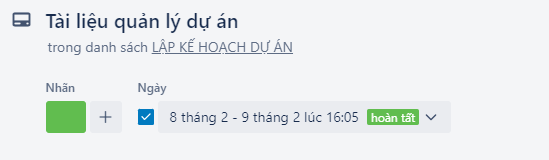 Tài liệu quản lý dự án
trong danh sách LẬP KẾ HOẠCH DỰ ÁN
Nhãn Ngày
8 tháng 2 - 9 tháng 2 lúc 16:05 hoàn tất